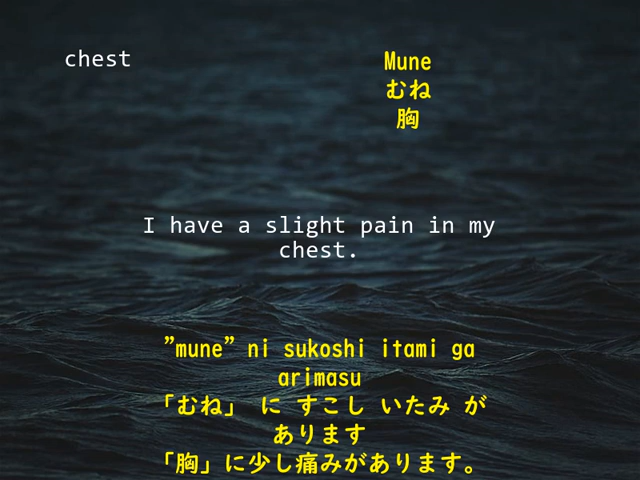 chest
Mune
むね
胸
I have a slight pain in my
chest.
”mune” ni sukoshi itami ga
arimasu
「むね」 に すこし いたみ が
あります
「胸」に少し痛みがあります。